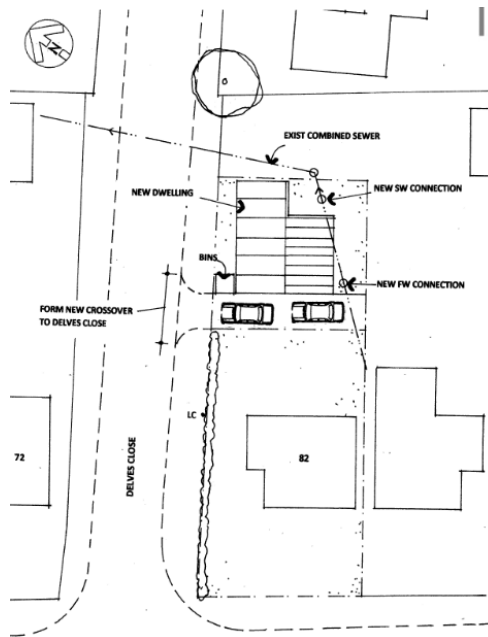 N
EXIST COMBINED SEWER
NEW DWELLING
NEW SW CONNECTION
BINS
NEW FW CONNECTION
FORM NEW CROSSOVER
TO DELVES CLOSE
LC
72
82
DELVES CLOSE